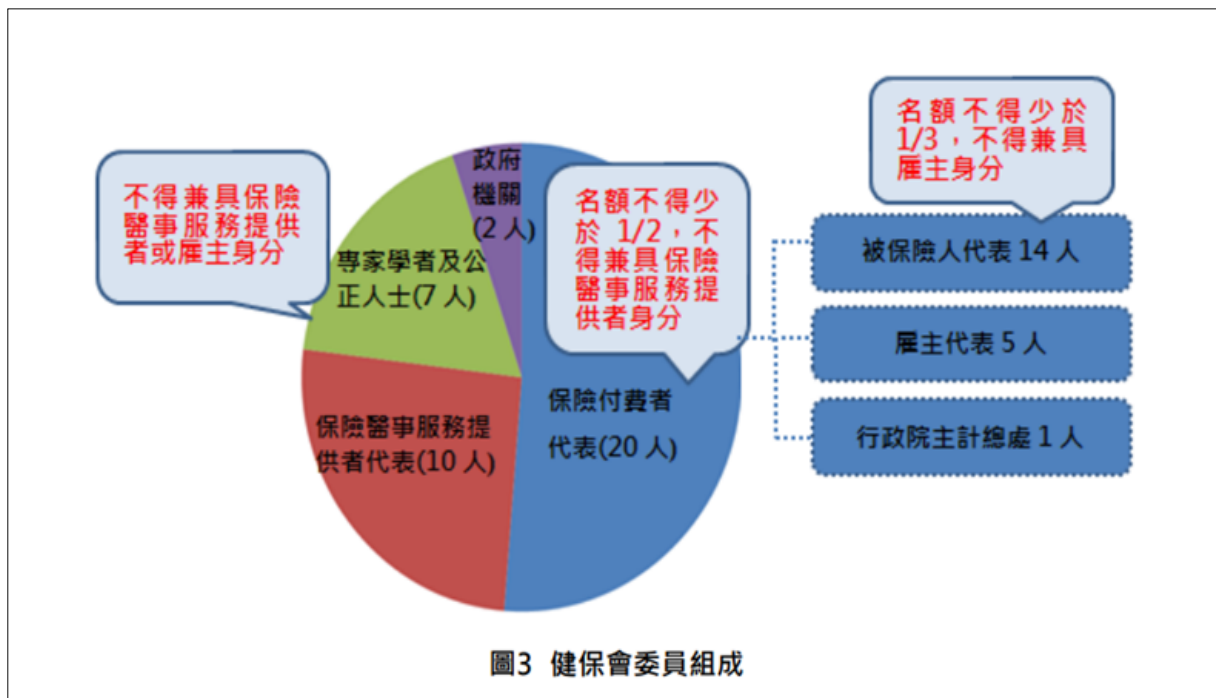 不得兼具保險
醫事服務提供
者或雇主身分
政府
機關
(2 人)
專家學者及公
正人士(7 人)
保險醫事服務提
供者代表(10 人)
名額不得少
於 1/2，不
得兼具保險
醫事服務提
供者身分
保險付費者
代表(20 人)
名額不得少於
1/3，不得兼具
雇主身分
被保險人代表 14 人
雇主代表 5 人
行政院主計總處 1 人
圖3 健保會委員組成